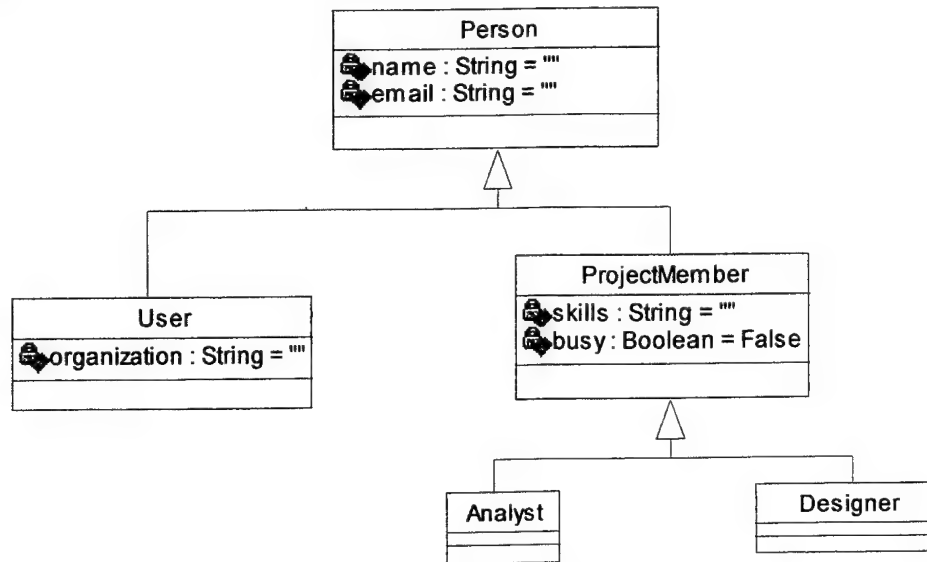 Person
name : String = ""
email : String = ""
User
organization : String = ""
ProjectMember
skills : String = ""
busy : Boolean = False
Analyst
Designer